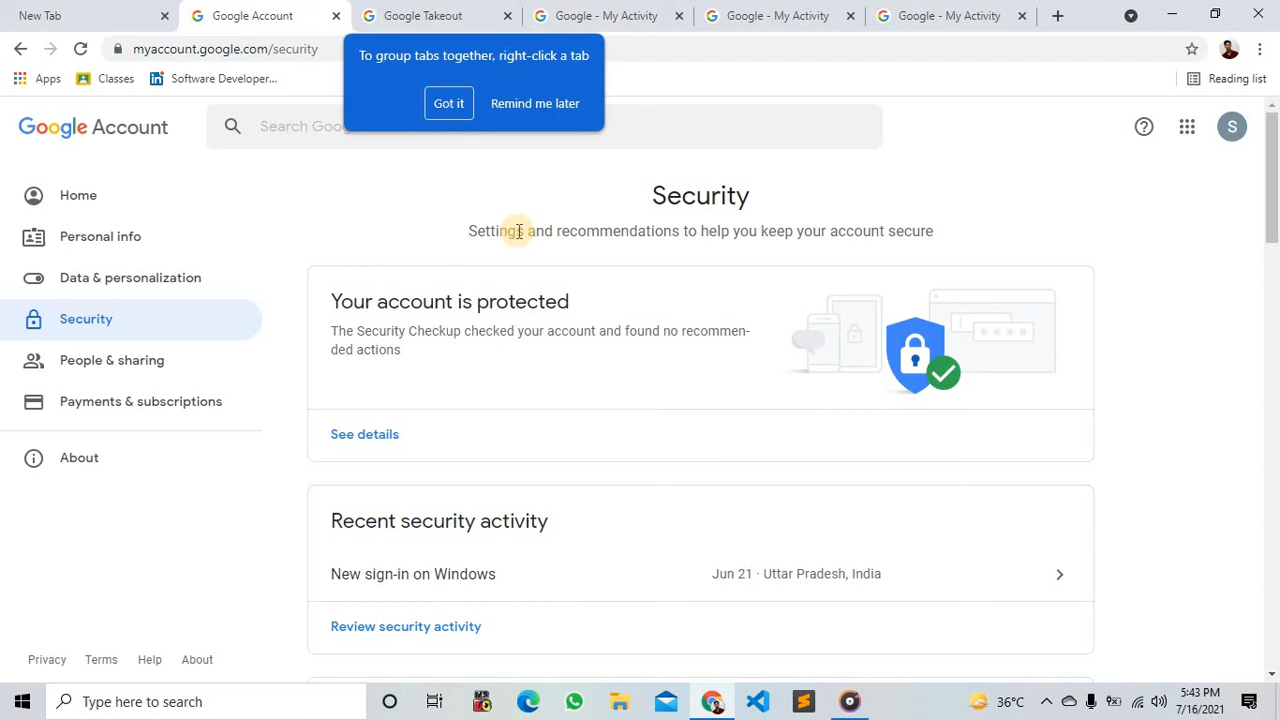 New Tab
Google Account
Google Takeout
Google - My Activity
Google - My Activity
Google - My Activity
myaccount.google.com/security
To group tabs together, right-click a tab
Got it
Remind me later
Apps
Classes
Software Developer...
Reading list
Google Account
Search Goo
S
Home
Personal info
Data & personalization
Security
People & sharing
Payments & subscriptions
About
Security
Settings and recommendations to help you keep your account secure
Your account is protected
The Security Checkup checked your account and found no recommen-
ded actions
See details
Recent security activity
New sign-in on Windows
Jun 21 · Uttar Pradesh, India
Review security activity
Privacy
Terms
Help
About
Type here to search
36°C
5:43 PM
7/16/2021